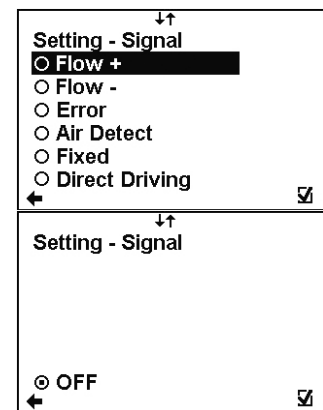 Setting - Signal
Flow +
Flow -
Error
Air Detect
Fixed
Direct Driving
Setting - Signal
OFF